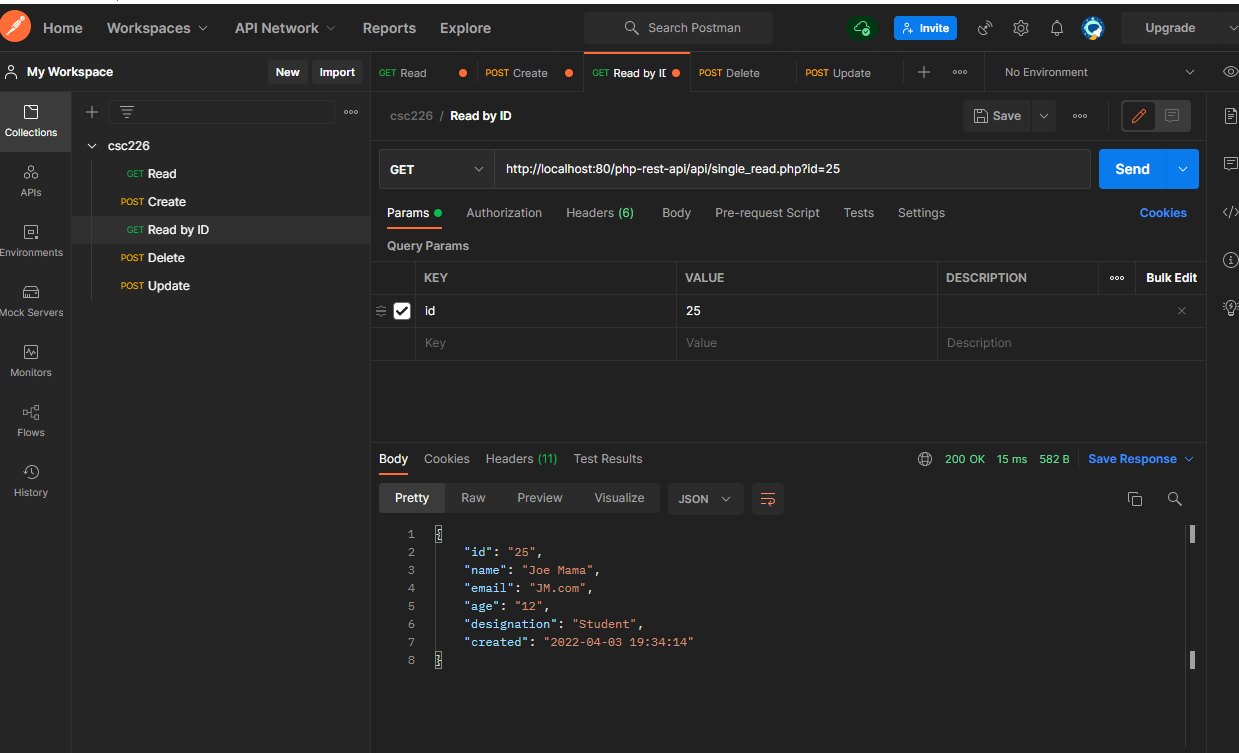 Home Workspaces API Network Reports Explore Search Postman Invite Upgrade
My Workspace New Import GET Read POST Create GET Read by ID POST Delete POST Update No Environment
Collections
APIs
Environments
Mock Servers
Monitors
Flows
History
csc226
GET Read
POST Create
GET Read by ID
POST Delete
POST Update
csc226 / Read by ID Save
GET http://localhost:80/php-rest-api/api/single_read.php?id=25 Send
Params Authorization Headers (6) Body Pre-request Script Tests Settings Cookies
Query Params
KEY VALUE DESCRIPTION Bulk Edit
id 25
Key Value Description
Body Cookies Headers (11) Test Results 200 OK 15 ms 582 B Save Response
Pretty Raw Preview Visualize JSON
1 {
2 "id": "25",
3 "name": "Joe Mama",
4 "email": "JM.com",
5 "age": "12",
6 "designation": "Student",
7 "created": "2022-04-03 19:34:14"
8 }